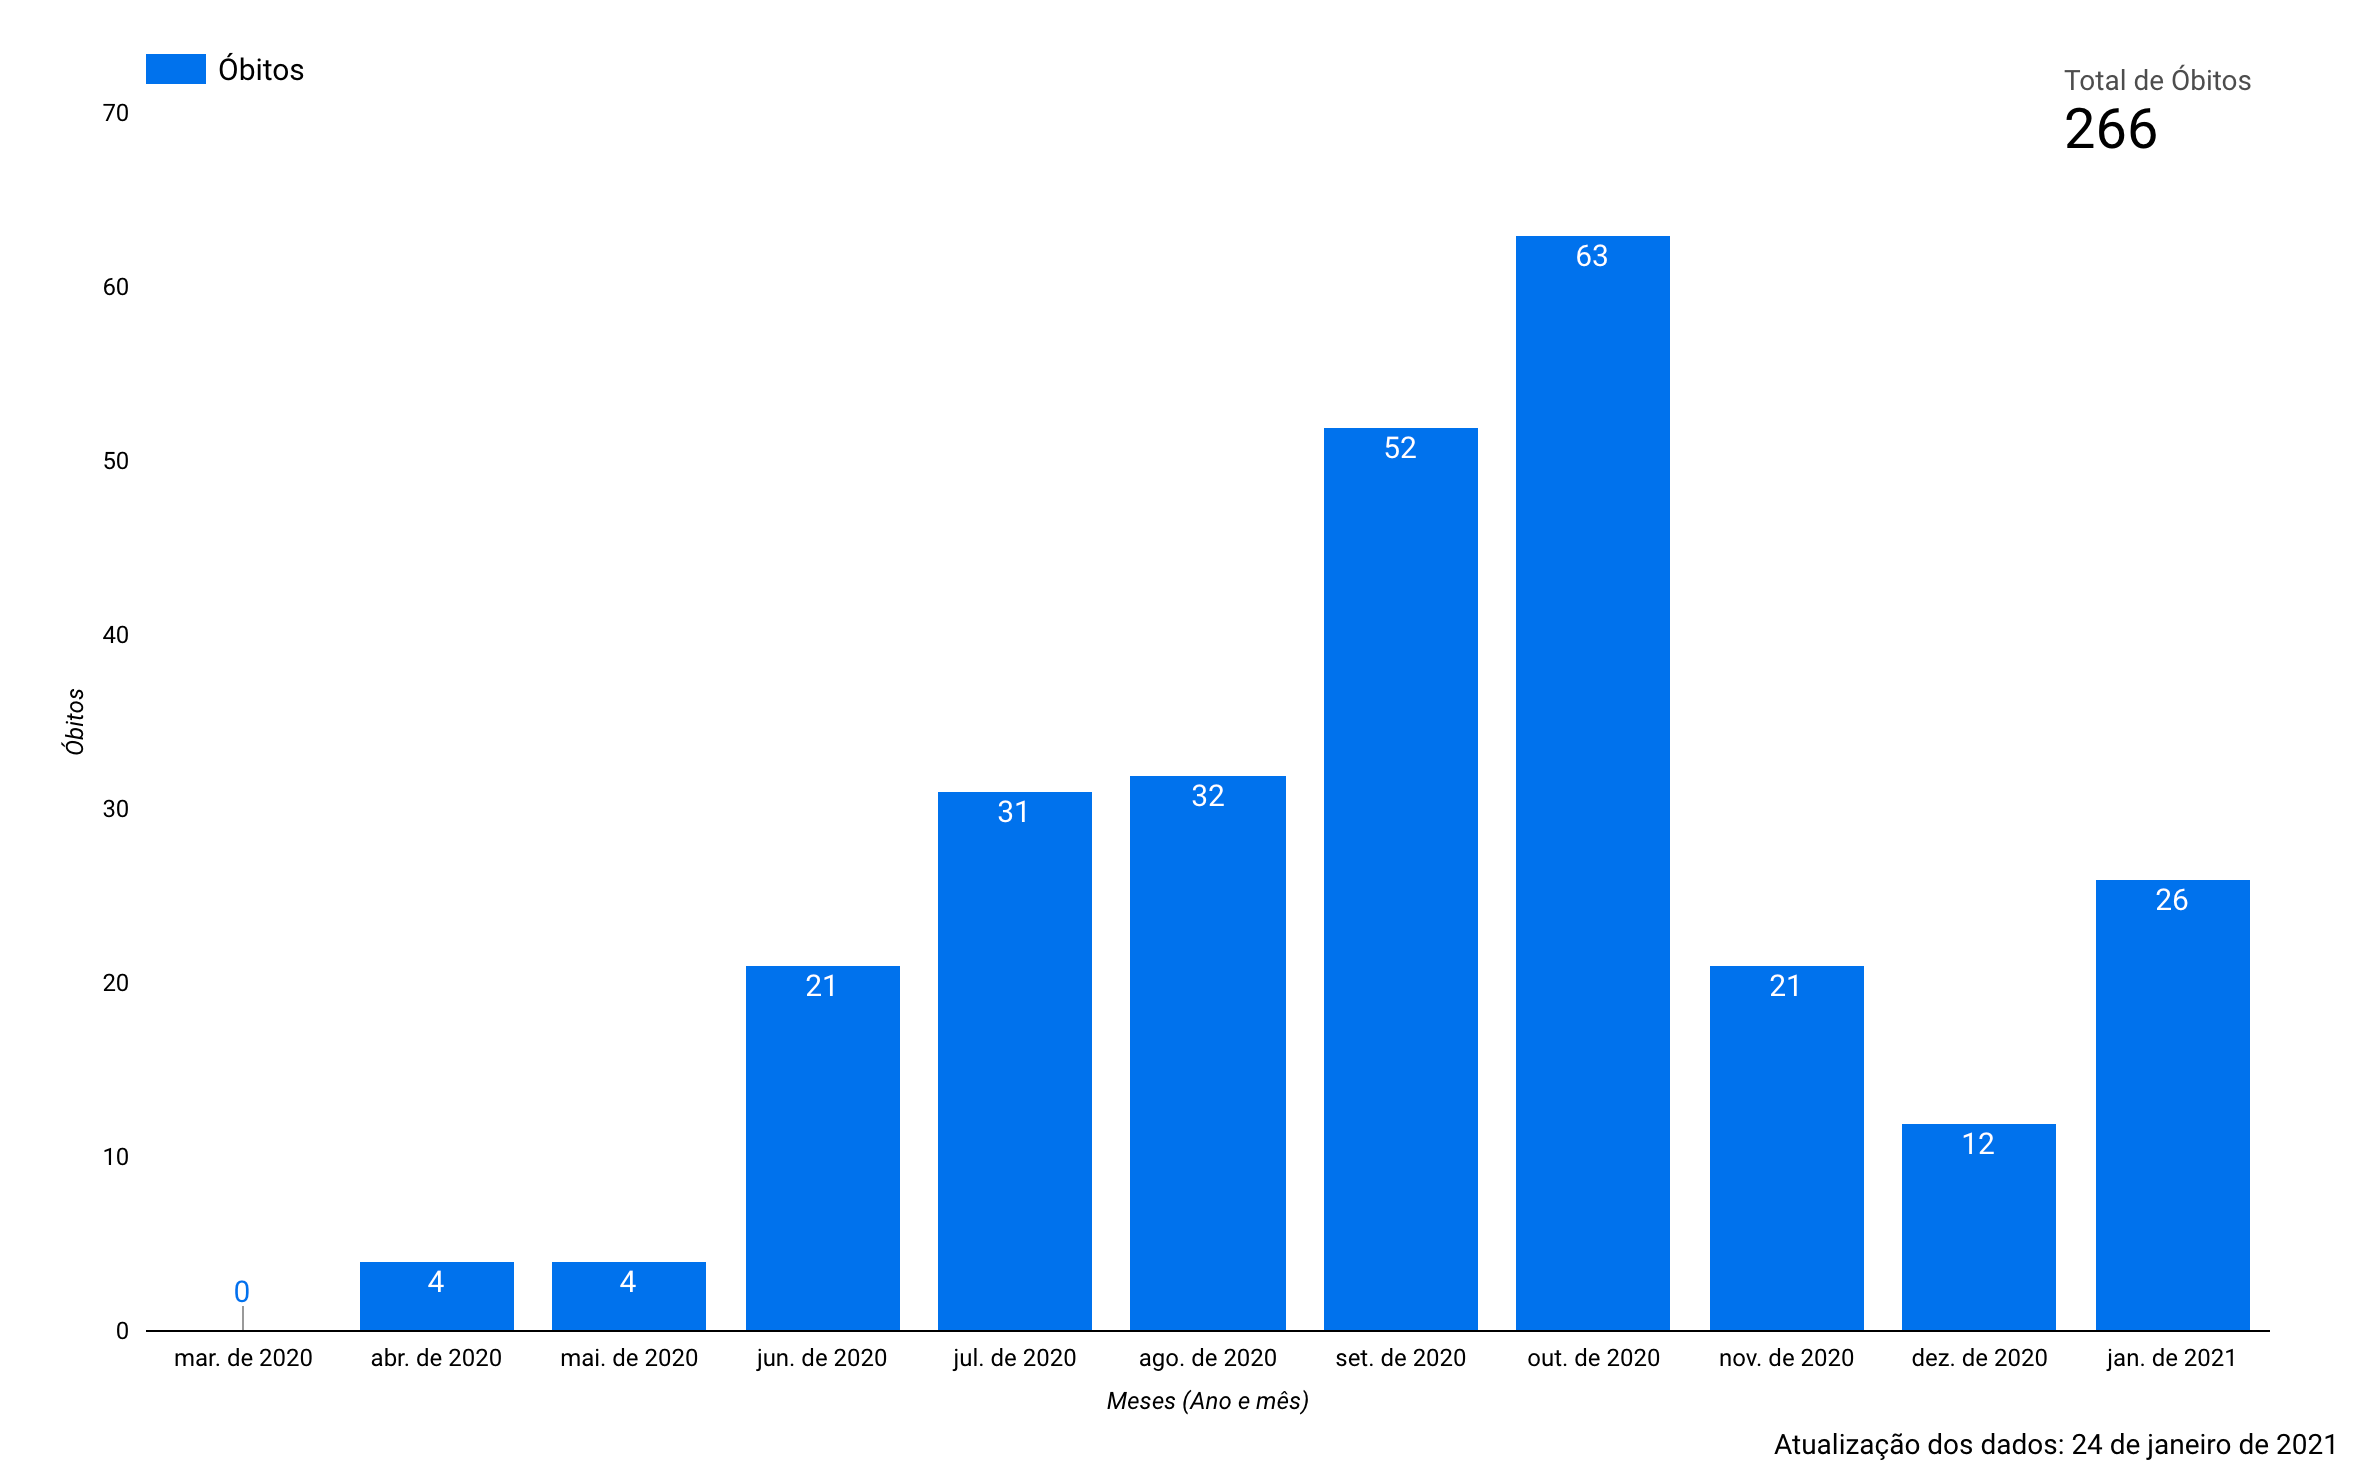 Óbitos
Total de Óbitos
266
70
60
50
40
30
20
10
0
Óbitos
0
4
4
21
31
32
52
63
21
12
26
mar. de 2020
abr. de 2020
mai. de 2020
jun. de 2020
jul. de 2020
ago. de 2020
set. de 2020
out. de 2020
nov. de 2020
dez. de 2020
jan. de 2021
Meses (Ano e mês)
Atualização dos dados: 24 de janeiro de 2021